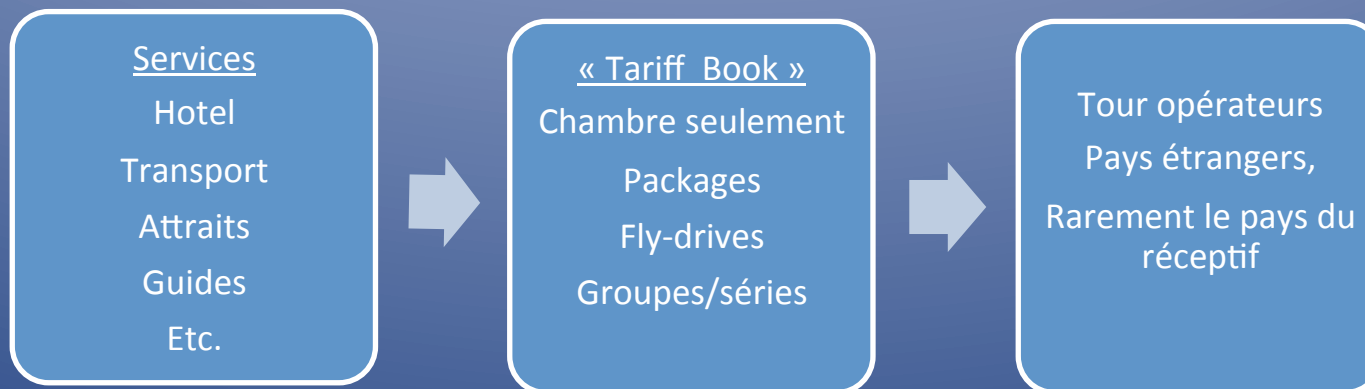 Services
Hotel
Transport
Attraits
Guides
Etc.
« Tariff Book »
Chambre seulement
Packages
Fly-drives
Groupes/séries
Tour opérateurs
Pays étrangers,
Rarement le pays du
réceptif